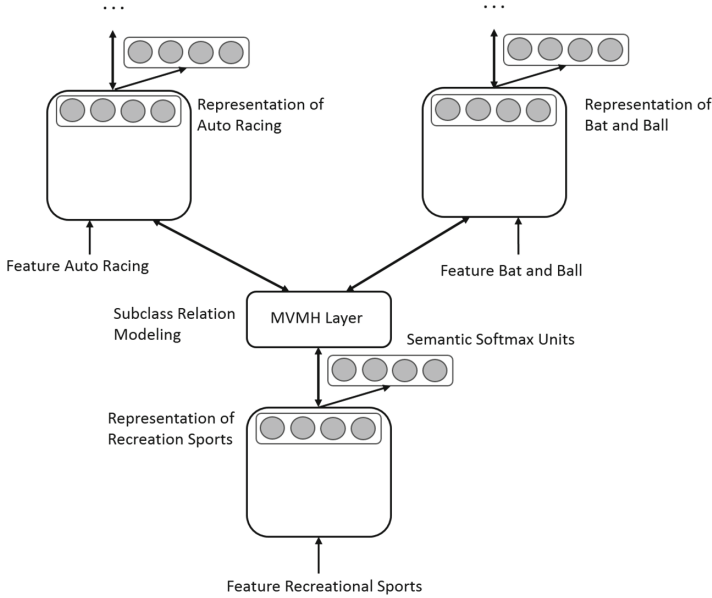 ...
...
Representation of
Auto Racing
Representation of
Bat and Ball
Feature Auto Racing
Feature Bat and Ball
Subclass Relation
Modeling
MVMH Layer
Semantic Softmax Units
Representation of
Recreation Sports
Feature Recreational Sports